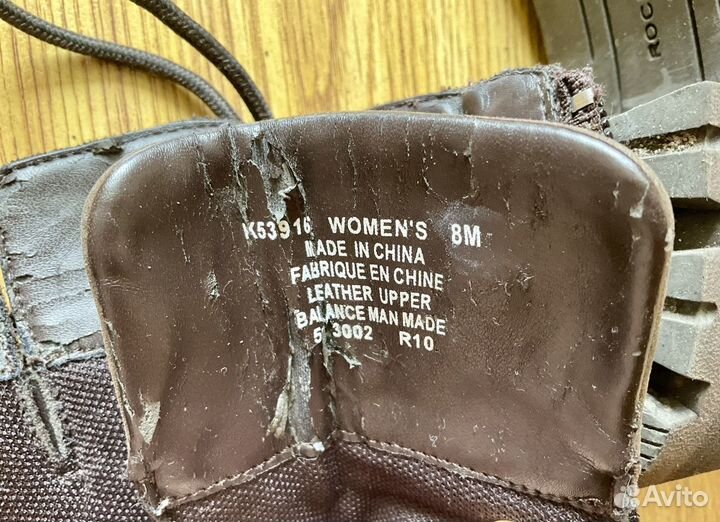 ROC
K53916 WOMEN'S 8M
MADE IN CHINA
FABRIQUE EN CHINE
LEATHER UPPER
BALANCE MAN MADE
R10
Avito